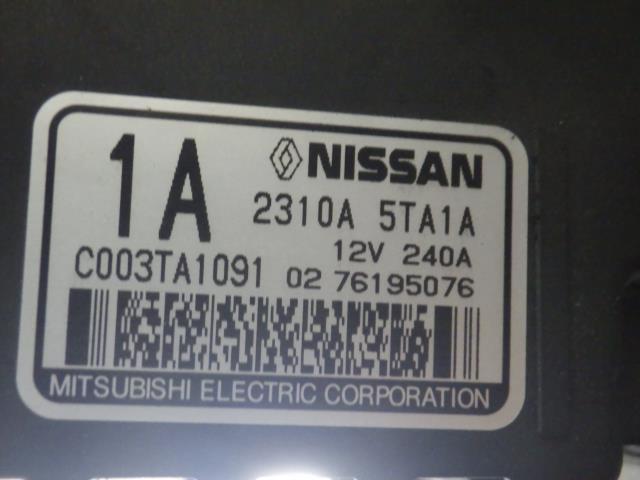 1A NISSAN
2310A 5TA1A
12V 240A
C003TA1091 02 76195076
MITSUBISHI ELECTRIC CORPORATION